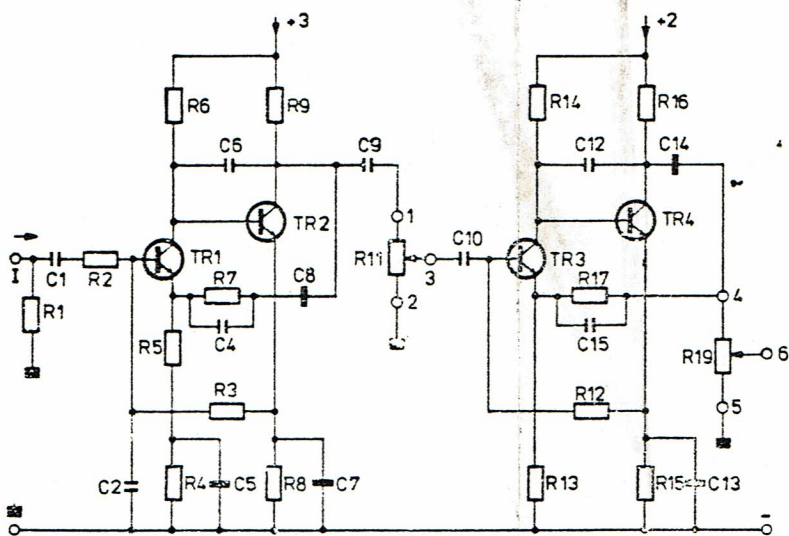 +3
+2
R6
R9
R14
R16
C6
C9
C12
C14
1
TR2
TR4
I
C1
R2
TR1
R11
3
C10
TR3
R1
R7
C8
2
R17
4
R5
C4
C15
R19
6
R3
R12
5
C2
R4
C5
R8
C7
R13
R15
C13
-